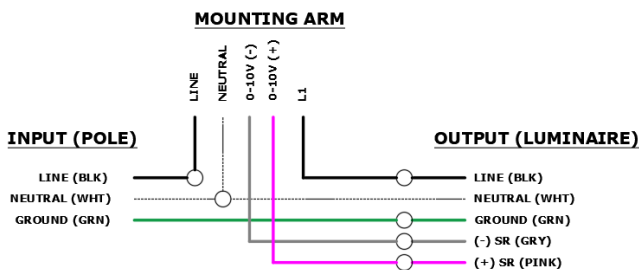 MOUNTING ARM
LINE
NEUTRAL
0-10V (-)
0-10V (+)
L1
INPUT (POLE)
OUTPUT (LUMINAIRE)
LINE (BLK)
LINE (BLK)
NEUTRAL (WHT)
NEUTRAL (WHT)
GROUND (GRN)
GROUND (GRN)
(-) SR (GRY)
(+) SR (PINK)